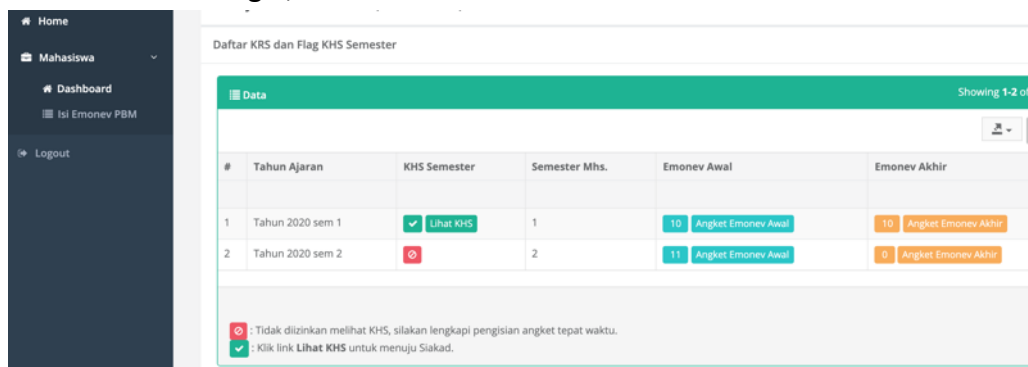 Home
Mahasiswa
Dashboard
Isi Emonev PBM
Logout
Daftar KRS dan Flag KHS Semester
Data
Showing 1-2 of
# Tahun Ajaran KHS Semester Semester Mhs. Emonev Awal Emonev Akhir
1 Tahun 2020 sem 1 Lihat KHS 1 10 Angket Emonev Awal 10 Angket Emonev Akhir
2 Tahun 2020 sem 2 2 11 Angket Emonev Awal 0 Angket Emonev Akhir
: Tidak diizinkan melihat KHS, silakan lengkapi pengisian angket tepat waktu.
: Klik link Lihat KHS untuk menuju Siakad.